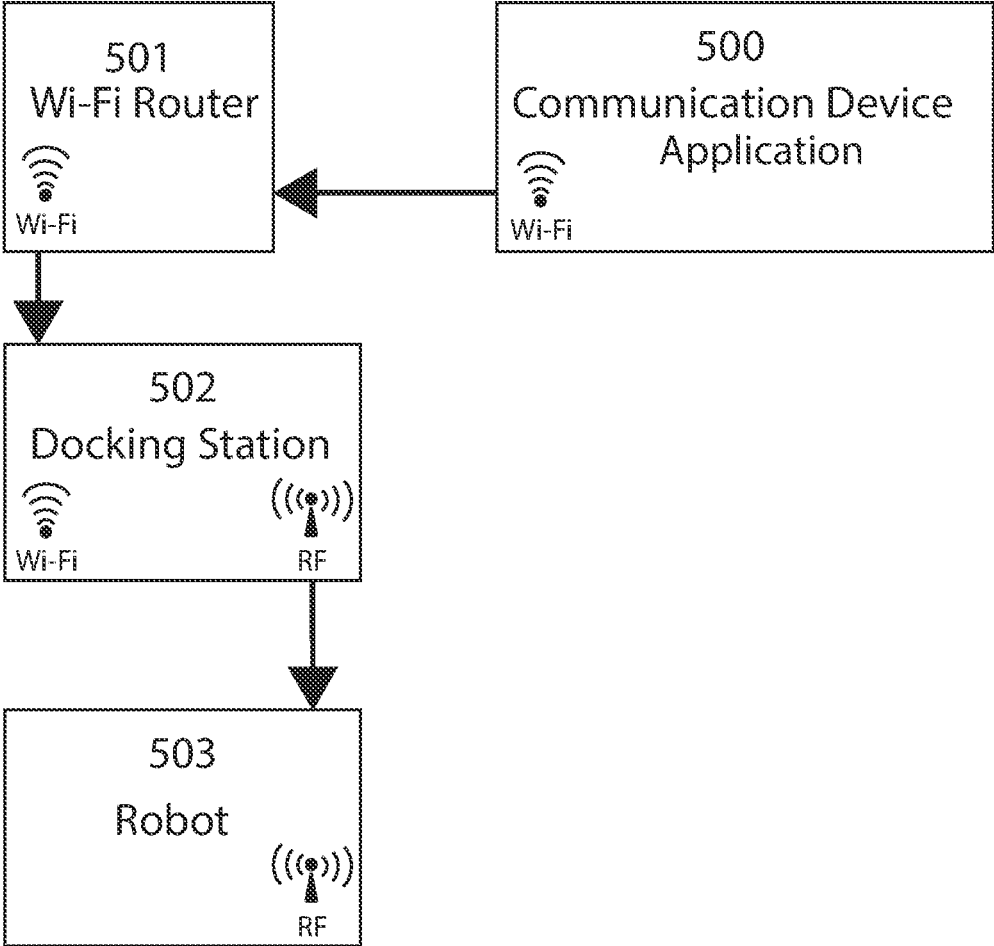 501
Wi-Fi Router
Wi-Fi
500
Communication Device
Application
Wi-Fi
502
Docking Station
Wi-Fi
RF
503
Robot
RF